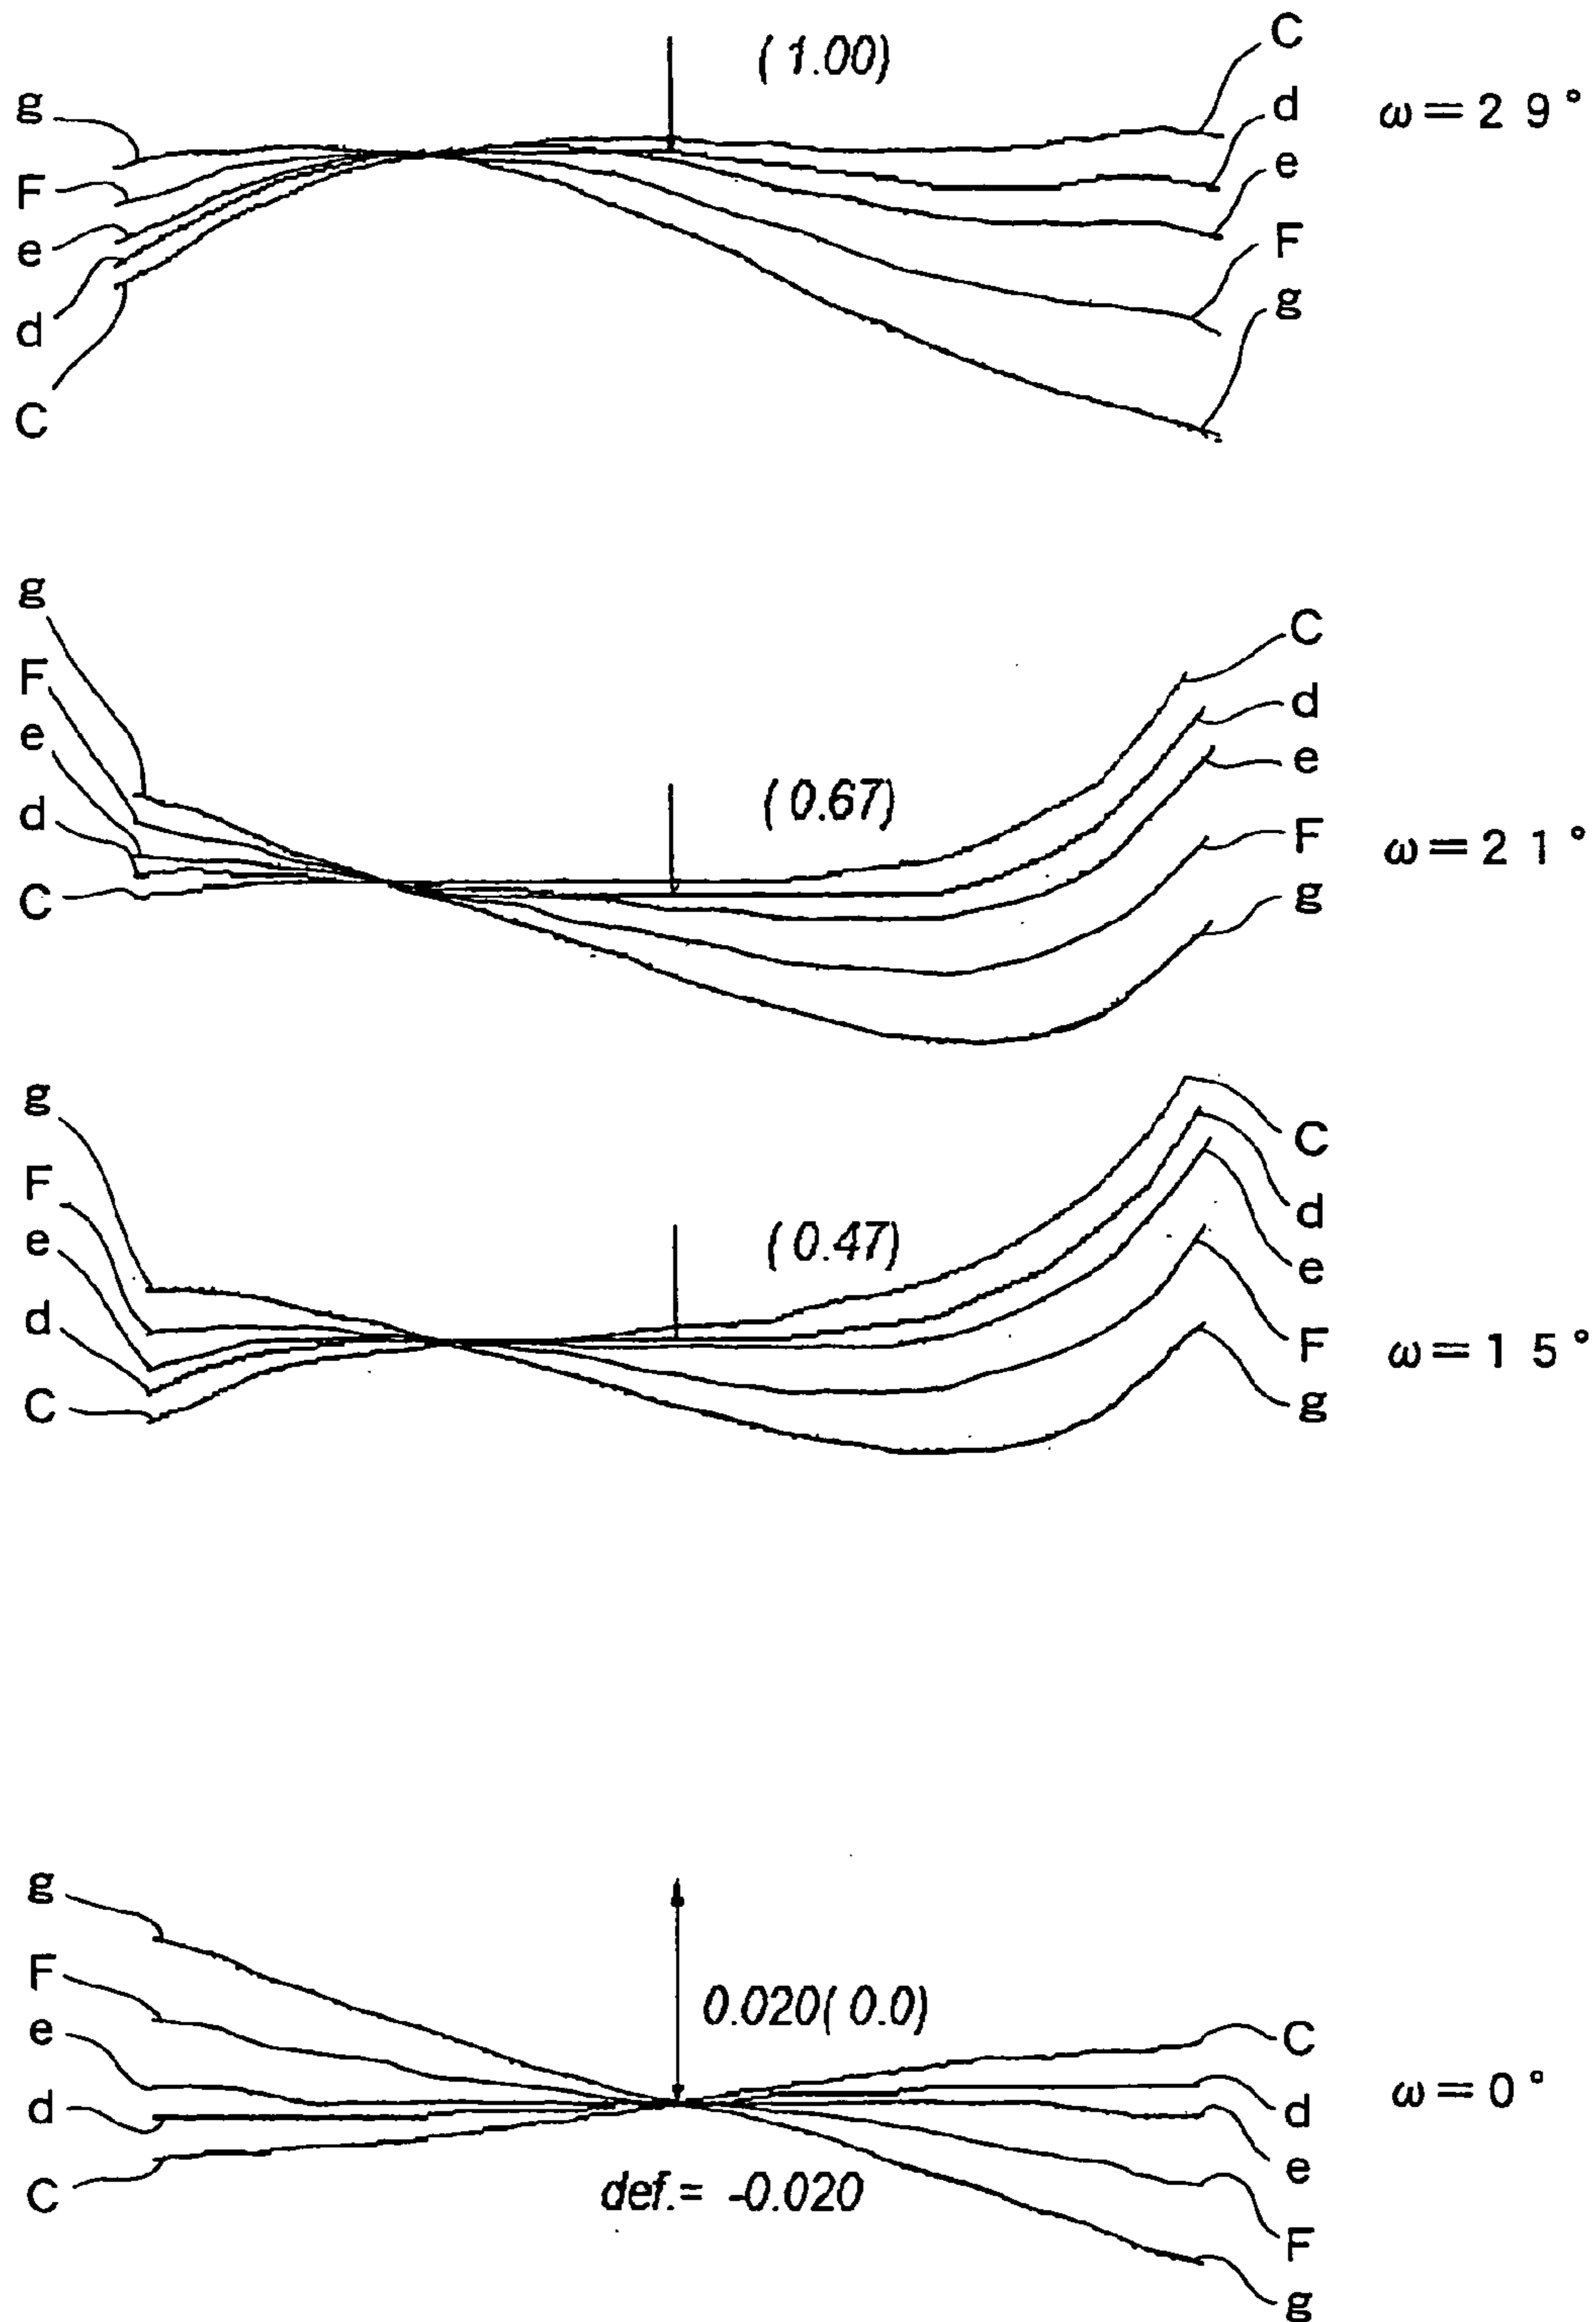 C
(1.00)
g
d
ω=29°
e
F
e
F
g
d
C
g
C
F
d
e
e
(0.67)
d
F
ω=21°
C
g
g
C
F
d
e
(0.47)
e
d
F
ω=15°
C
g
g
F
0.020(0.0)
e
C
d
d
ω=0°
e
C
def.= -0.020
F
g